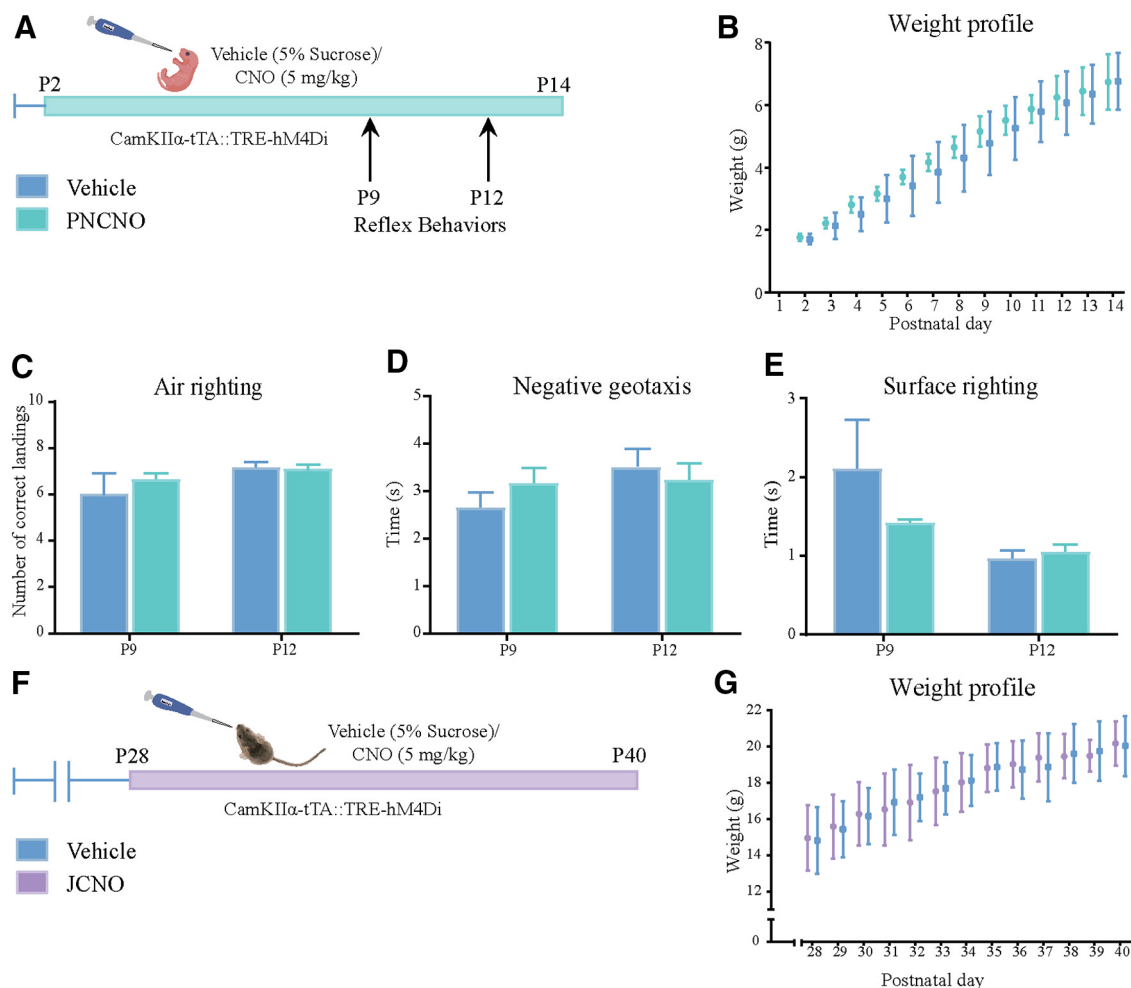 A
Vehicle (5% Sucrose)/
CNO (5 mg/kg)
P2
P14
CamKIIα-tTA::TRE-hM4Di
Vehicle
PNCNO
P9
P12
Reflex Behaviors
B
Weight profile
Weight (g)
8
6
4
2
0
1 2 3 4 5 6 7 8 9 10 11 12 13 14
Postnatal day
C
Air righting
Number of correct landings
10
8
6
4
2
0
P9 P12
D
Negative geotaxis
Time (s)
5
4
3
2
1
0
P9 P12
E
Surface righting
Time (s)
3
2
1
0
P9 P12
F
Vehicle (5% Sucrose)/
CNO (5 mg/kg)
P28
P40
CamKIIα-tTA::TRE-hM4Di
Vehicle
JCNO
G
Weight profile
Weight (g)
22
20
18
16
14
12
0
28 29 30 31 32 33 34 35 36 37 38 39 40
Postnatal day